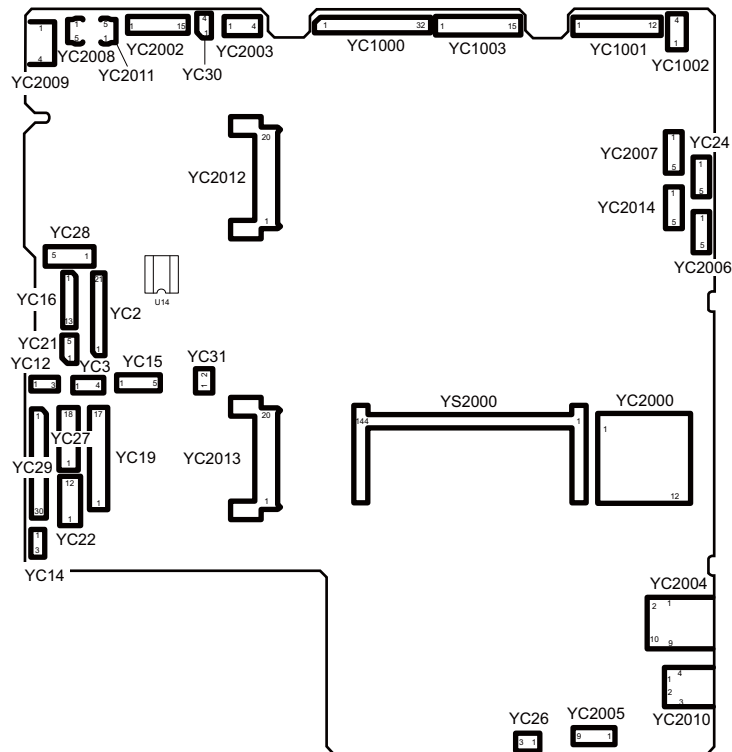 1 5 1 15 4 1 4 1 32 1 15 1 12 4
1 5 1 1 1
4 YC2008 YC2002 YC2003 YC1000 YC1003 YC1001 YC1002
YC2009 YC2011 YC30
20 1
YC2007 YC24
5 1
YC2012 5
1
YC2014 1
1 5
YC28 5
5 1 YC2006
1 21 U14
YC16 YC2
13
5
YC21 1 1
YC12 YC3 YC15 YC31
1 3 1 4 1 5 1 2
YS2000 YC2000
1 18 17 20 144 1 1
YC27 YC19
YC29 1 YC2013
12
30 1 1 1 12
YC22
1
3
YC14
YC2004
2 1
10 9
4
1
2
3
YC26 YC2005 YC2010
3 1 9 1